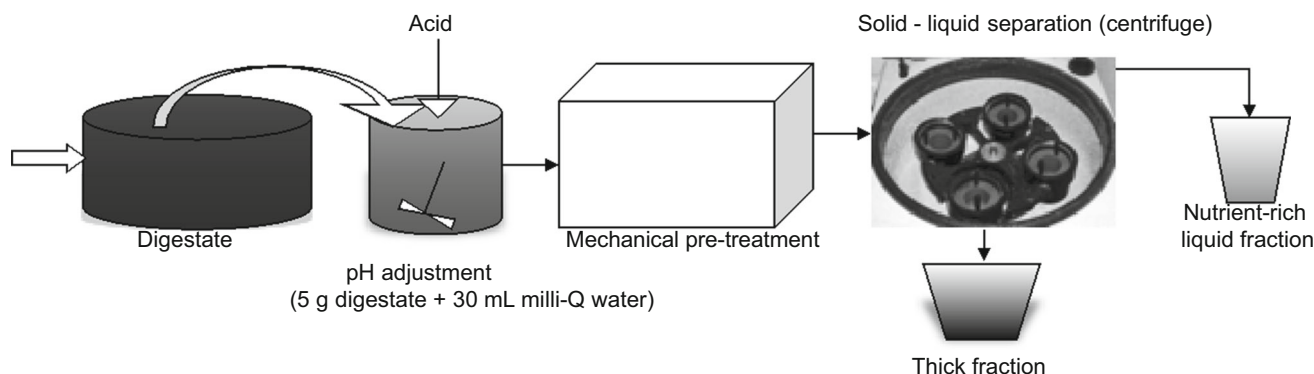 Acid
Solid - liquid separation (centrifuge)
Digestate
Mechanical pre-treatment
Nutrient-rich
liquid fraction
pH adjustment
(5 g digestate + 30 mL milli-Q water)
Thick fraction